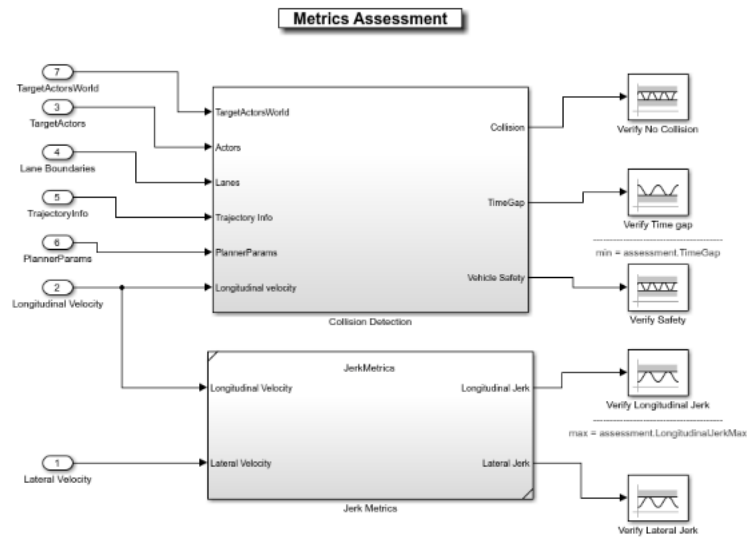 Metrics Assessment
7
TargetActorsWorld
3
TargetActors
4
Lane Boundaries
5
TrajectoryInfo
6
PlannerParams
2
Longitudinal Velocity
TargetActorsWorld
Actors
Lanes
Trajectory Info
PlannerParams
Longitudinal velocity
Collision
TimeGap
Vehicle Safety
Collision Detection
Verify No Collision
Verify Time gap
min = assessment.TimeGap
Verify Safety
JerkMetrics
Longitudinal Velocity
Lateral Velocity
Longitudinal Jerk
Lateral Jerk
Jerk Metrics
1
Lateral Velocity
Verify Longitudinal Jerk
max = assessment.LongitudinalJerkMax
Verify Lateral Jerk